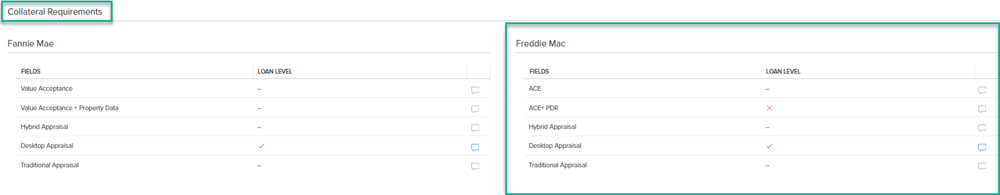 Collateral Requirements
Fannie Mae
FIELDS LOAN LEVEL
Value Acceptance --
Value Acceptance + Property Data --
Hybrid Appraisal --
Desktop Appraisal ✓
Traditional Appraisal --
Freddie Mac
FIELDS LOAN LEVEL
ACE --
ACE+ PDR ✕
Hybrid Appraisal --
Desktop Appraisal ✓
Traditional Appraisal --